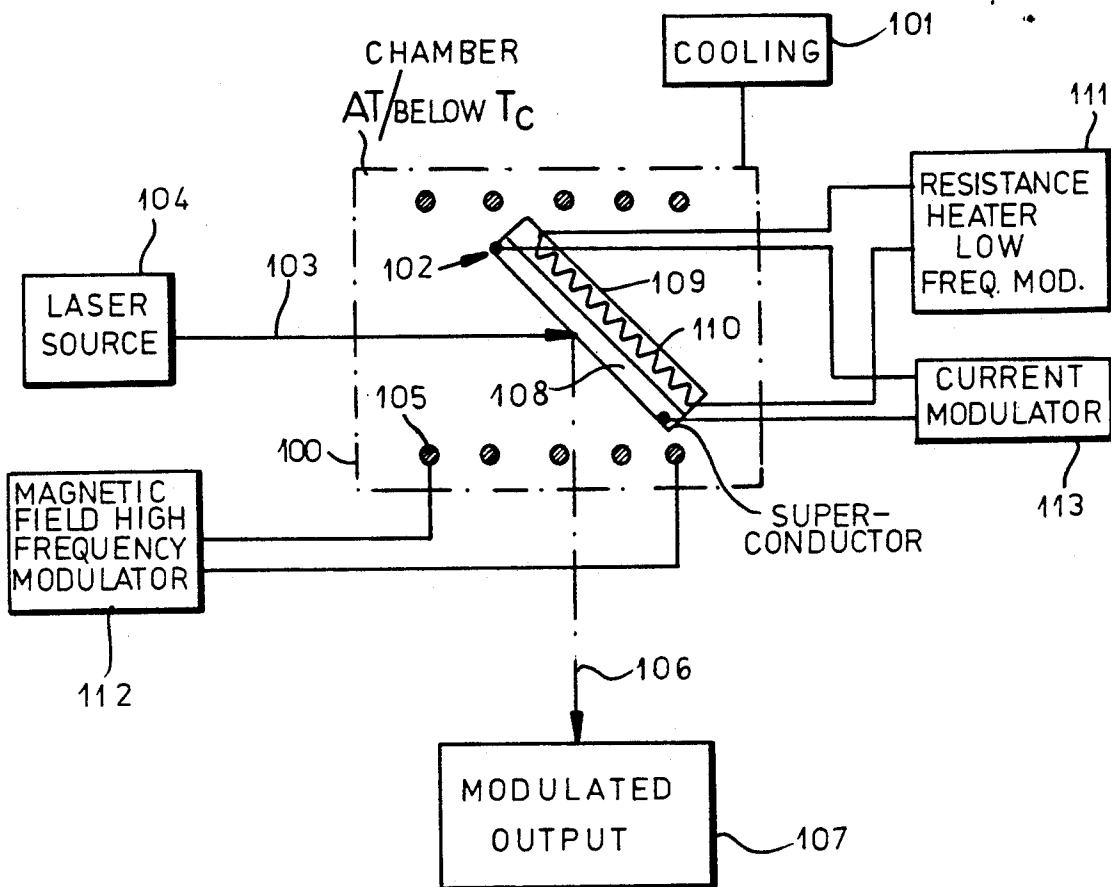 101
COOLING
CHAMBER
AT/BELOW TC
111
RESISTANCE
HEATER
LOW
FREQ. MOD.
104
LASER
SOURCE
103
102
109
110
108
105
100
CURRENT
MODULATOR
113
MAGNETIC
FIELD HIGH
FREQUENCY
MODULATOR
112
SUPER-
CONDUCTOR
106
MODULATED
OUTPUT
107